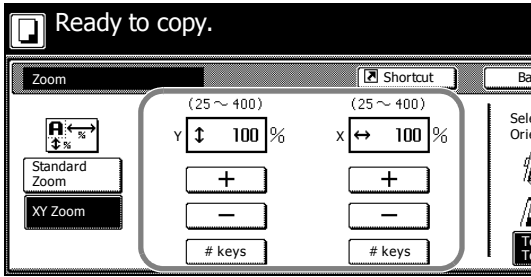 Ready to copy.
Zoom
Shortcut
(25~400)
(25~400)
Y 100 %
X 100 %
Standard
Zoom
+
+
XY Zoom
-
-
# keys
# keys